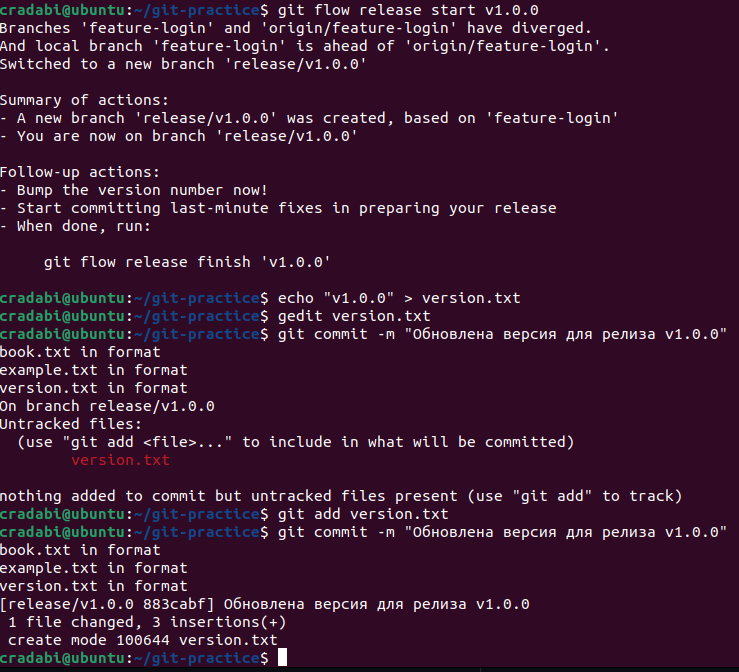 cradabi@ubuntu:~/git-practice$ git flow release start v1.0.0
Branches 'feature-login' and 'origin/feature-login' have diverged.
And local branch 'feature-login' is ahead of 'origin/feature-login'.
Switched to a new branch 'release/v1.0.0'
Summary of actions:
- A new branch 'release/v1.0.0' was created, based on 'feature-login'
- You are now on branch 'release/v1.0.0'
Follow-up actions:
- Bump the version number now!
- Start committing last-minute fixes in preparing your release
- When done, run:
git flow release finish 'v1.0.0'
cradabi@ubuntu:~/git-practice$ echo "v1.0.0" > version.txt
cradabi@ubuntu:~/git-practice$ gedit version.txt
cradabi@ubuntu:~/git-practice$ git commit -m "Обновлена версия для релиза v1.0.0"
book.txt in format
example.txt in format
version.txt in format
On branch release/v1.0.0
Untracked files:
(use "git add <file>..." to include in what will be committed)
version.txt
nothing added to commit but untracked files present (use "git add" to track)
cradabi@ubuntu:~/git-practice$ git add version.txt
cradabi@ubuntu:~/git-practice$ git commit -m "Обновлена версия для релиза v1.0.0"
book.txt in format
example.txt in format
version.txt in format
[release/v1.0.0 883cabf] Обновлена версия для релиза v1.0.0
1 file changed, 3 insertions(+)
create mode 100644 version.txt
cradabi@ubuntu:~/git-practice$